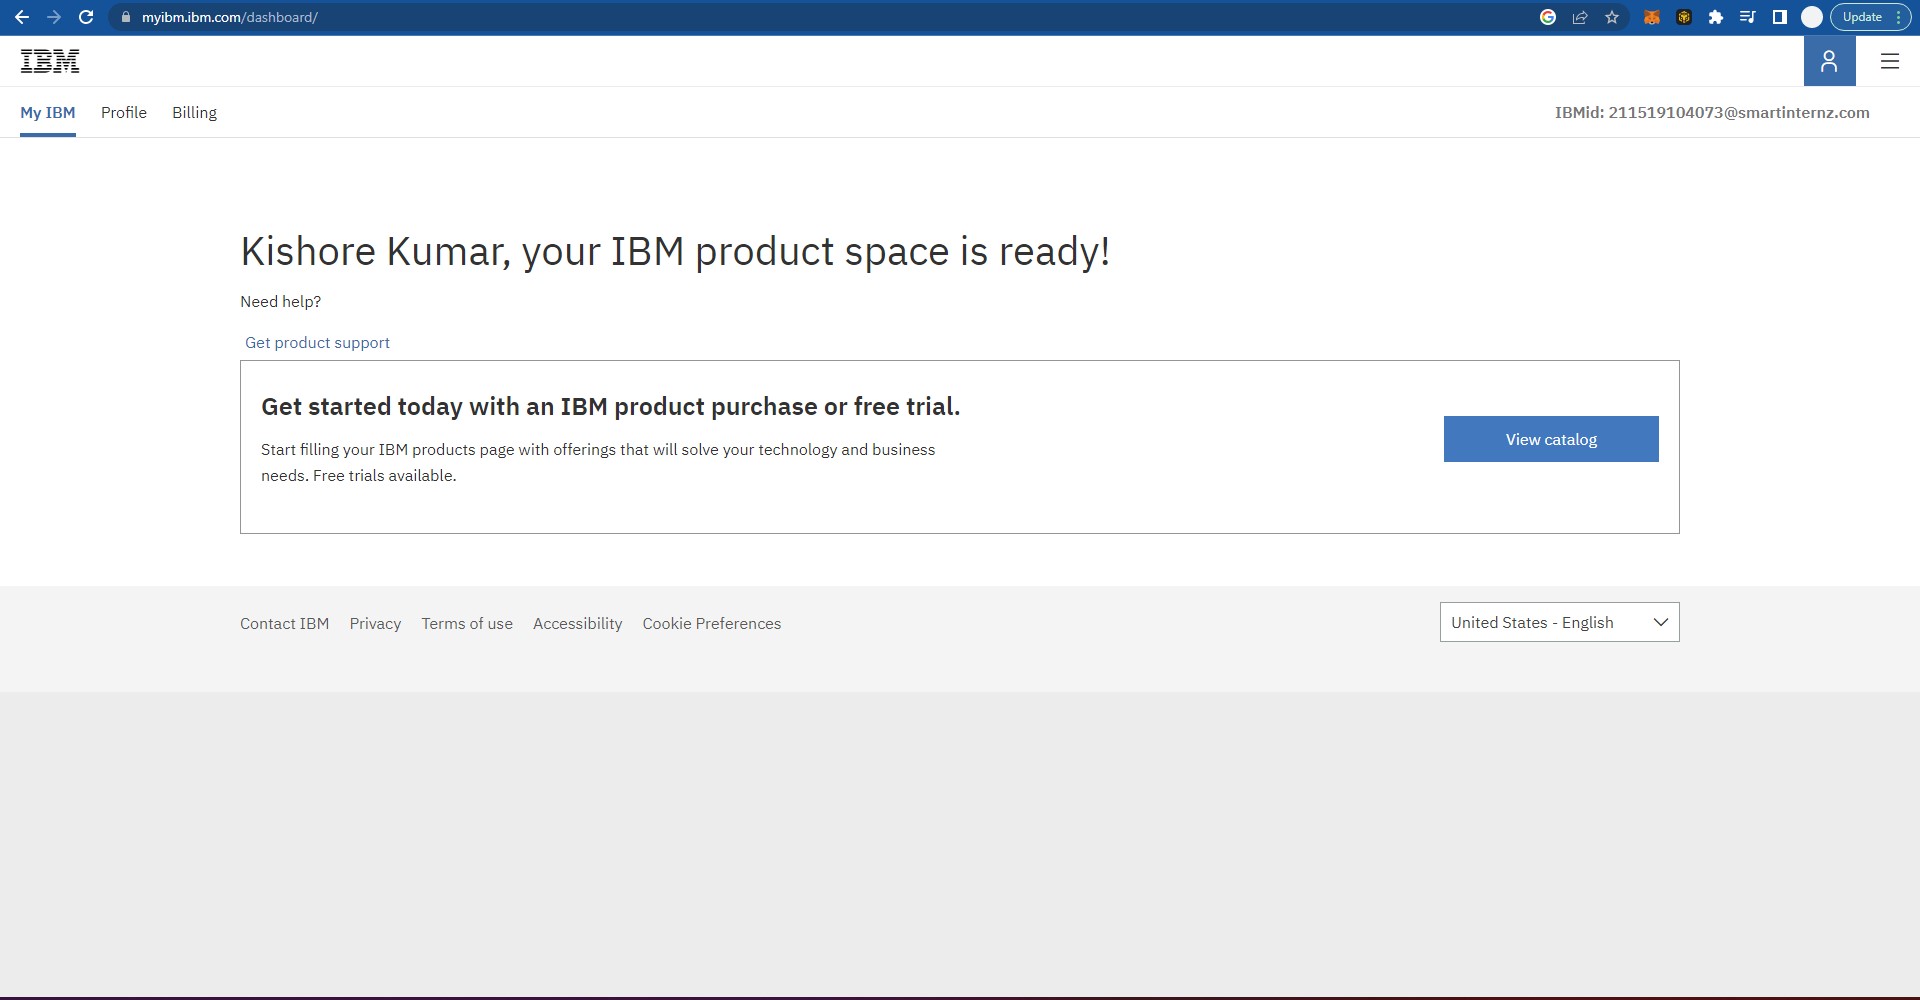 myibm.ibm.com/dashboard/
Update
IBM
My IBM Profile Billing
IBMid: 211519104073@smartinternz.com
Kishore Kumar, your IBM product space is ready!
Need help?
Get product support
Get started today with an IBM product purchase or free trial.
Start filling your IBM products page with offerings that will solve your technology and business
needs. Free trials available.
View catalog
Contact IBM Privacy Terms of use Accessibility Cookie Preferences
United States - English